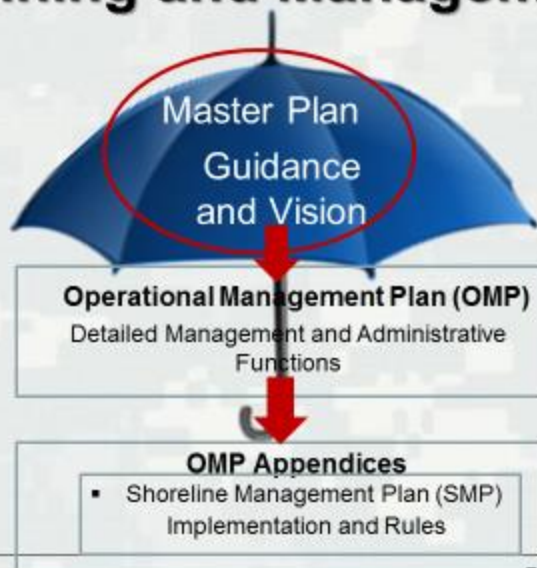 Master Plan
Guidance
and Vision
Operational Management Plan (OMP)
Detailed Management and Administrative
Functions
OMP Appendices
▪ Shoreline Management Plan (SMP)
Implementation and Rules